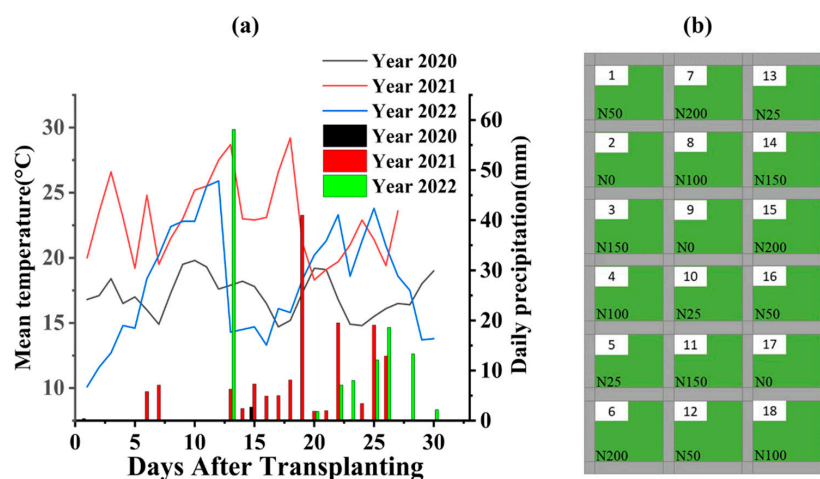 (a)
(b)
Year 2020
Year 2021
Year 2022
Year 2020
Year 2021
Year 2022
Mean temperature(°C)
30
25
20
15
10
Daily precipitation(mm)
60
50
40
30
20
10
0
0 5 10 15 20 25 30
Days After Transplanting
1 7 13
N50 N200 N25
2 8 14
N0 N100 N150
3 9 15
N150 N0 N200
4 10 16
N100 N25 N50
5 11 17
N25 N150 N0
6 12 18
N200 N50 N100